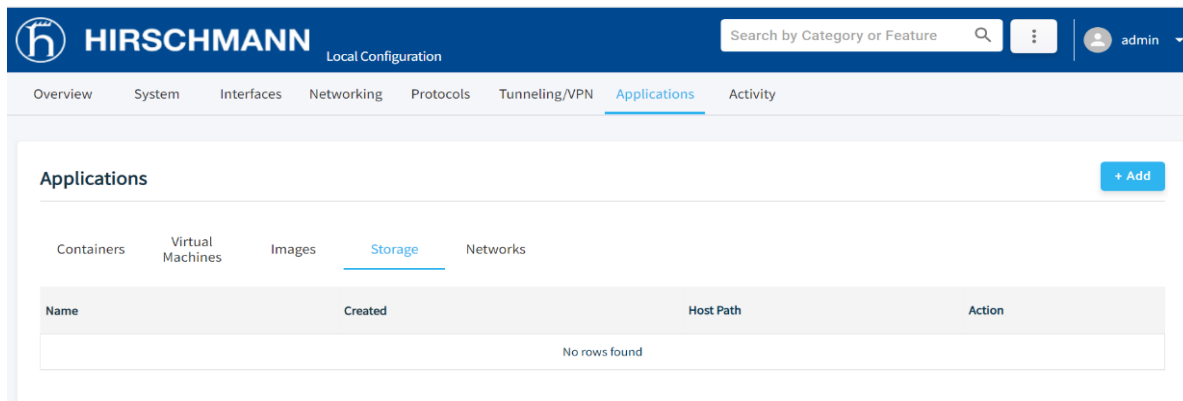 HIRSCHMANN
Local Configuration
Search by Category or Feature
admin
Overview System Interfaces Networking Protocols Tunneling/VPN Applications Activity
Applications
+ Add
Containers Virtual Machines Images Storage Networks
Name Created Host Path Action
No rows found